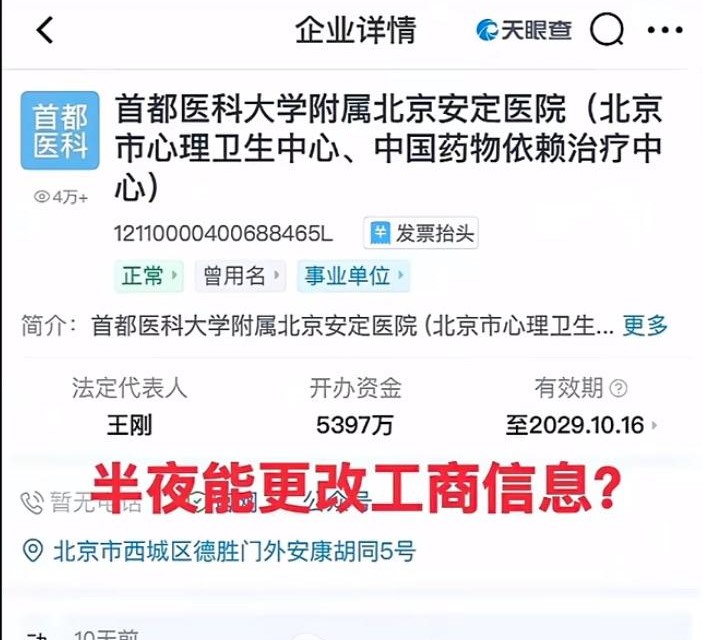 企业详情
天眼查
首都
医科
首都医科大学附属北京安定医院（北京
市心理卫生中心、中国药物依赖治疗中
心）
4万+
12110000400688465L
发票抬头
正常
曾用名
事业单位
简介：首都医科大学附属北京安定医院 (北京市心理卫生... 更多
法定代表人 开办资金 有效期
王刚 5397万 至2029.10.16
半夜能更改工商信息？
暂无电话
北京市西城区德胜门外安康胡同5号
10天前